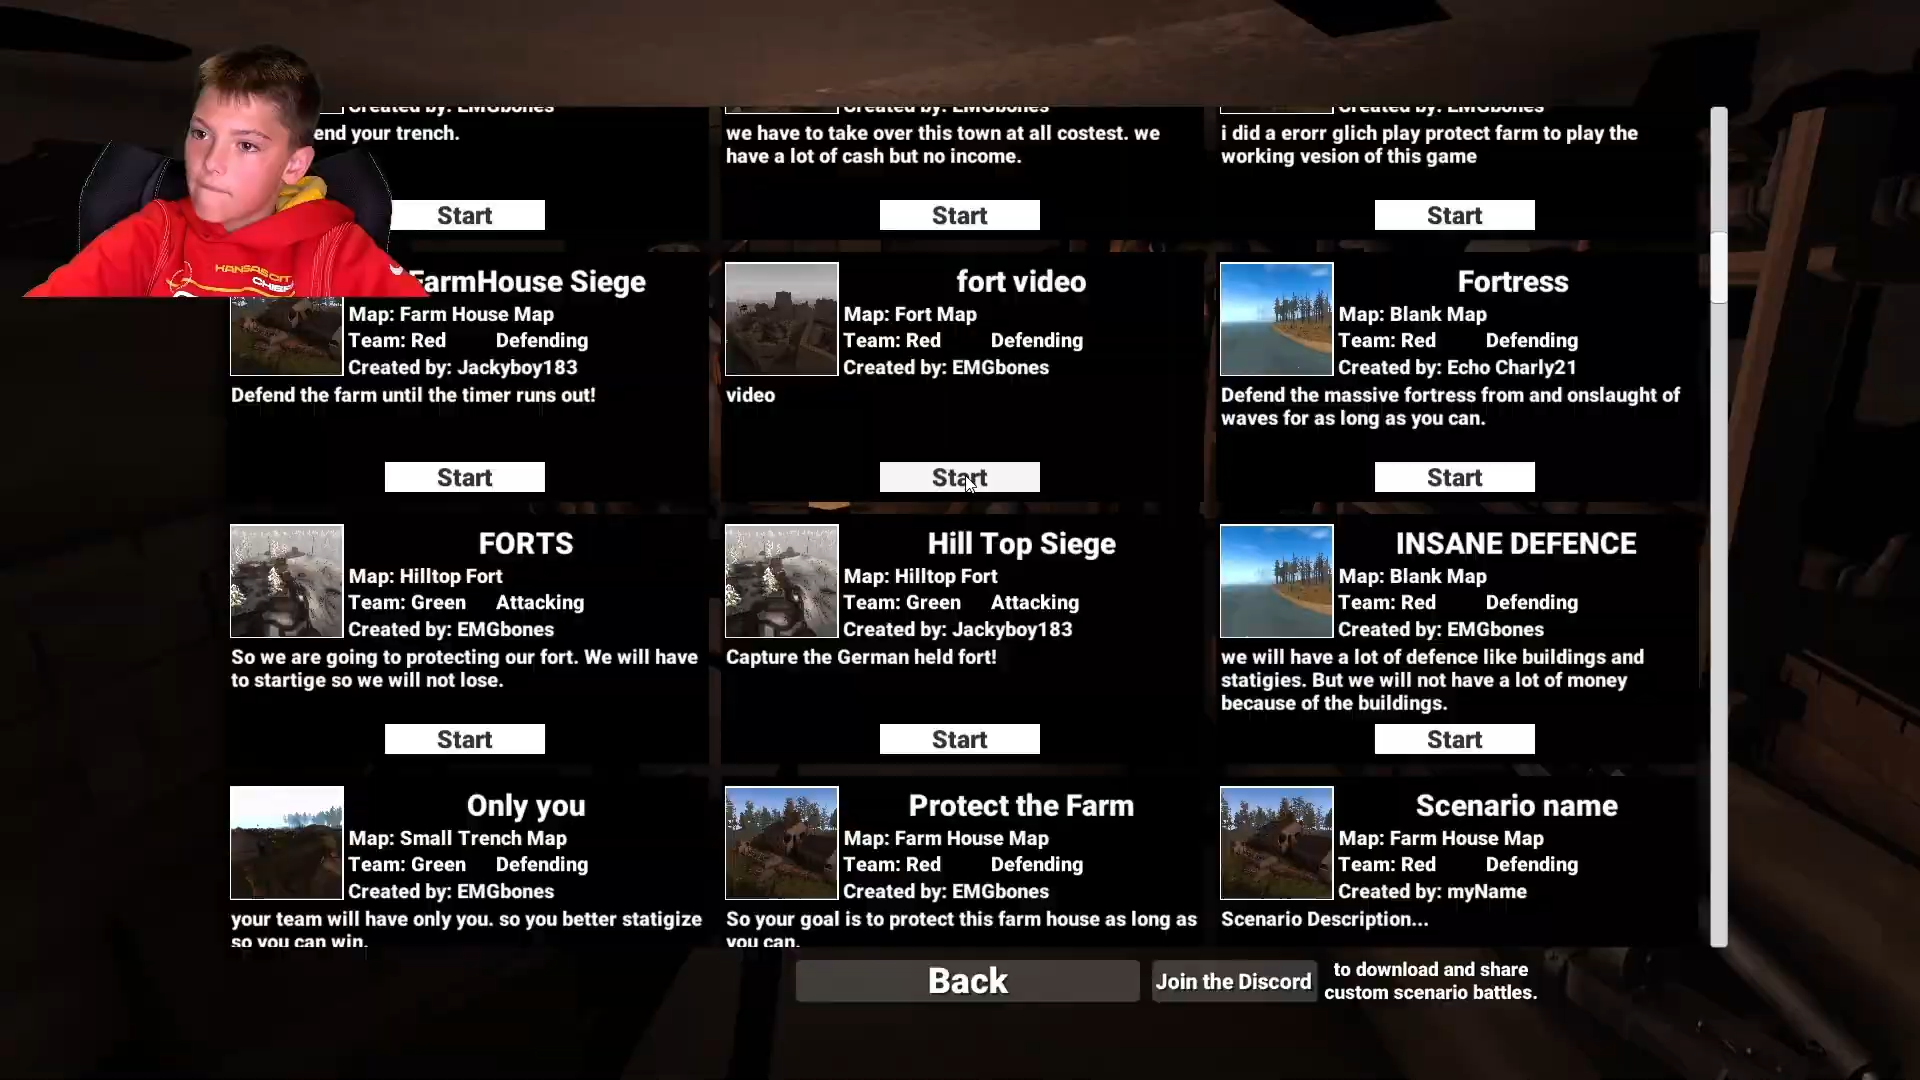 Created by: EMGbones
Created by: EMGbones
Created by: EMGbones
end your trench.
we have to take over this town at all costest. we
have a lot of cash but no income.
i did a erorr glich play protect farm to play the
working vesion of this game
Start
Start
Start
FarmHouse Siege
Map: Farm House Map
Team: Red Defending
Created by: Jackyboy183
Defend the farm until the timer runs out!
Start
fort video
Map: Fort Map
Team: Red Defending
Created by: EMGbones
video
Start
Fortress
Map: Blank Map
Team: Red Defending
Created by: Echo Charly21
Defend the massive fortress from and onslaught of
waves for as long as you can.
Start
FORTS
Map: Hilltop Fort
Team: Green Attacking
Created by: EMGbones
So we are going to protecting our fort. We will have
to startige so we will not lose.
Start
Hill Top Siege
Map: Hilltop Fort
Team: Green Attacking
Created by: Jackyboy183
Capture the German held fort!
Start
INSANE DEFENCE
Map: Blank Map
Team: Red Defending
Created by: EMGbones
we will have a lot of defence like buildings and
statigies. But we will not have a lot of money
because of the buildings.
Start
Only you
Map: Small Trench Map
Team: Green Defending
Created by: EMGbones
your team will have only you. so you better statigize
so you can win.
Protect the Farm
Map: Farm House Map
Team: Red Defending
Created by: EMGbones
So your goal is to protect this farm house as long as
you can.
Scenario name
Map: Farm House Map
Team: Red Defending
Created by: myName
Scenario Description...
Back
Join the Discord
to download and share
custom scenario battles.
KANSAS CIT
CHIEF